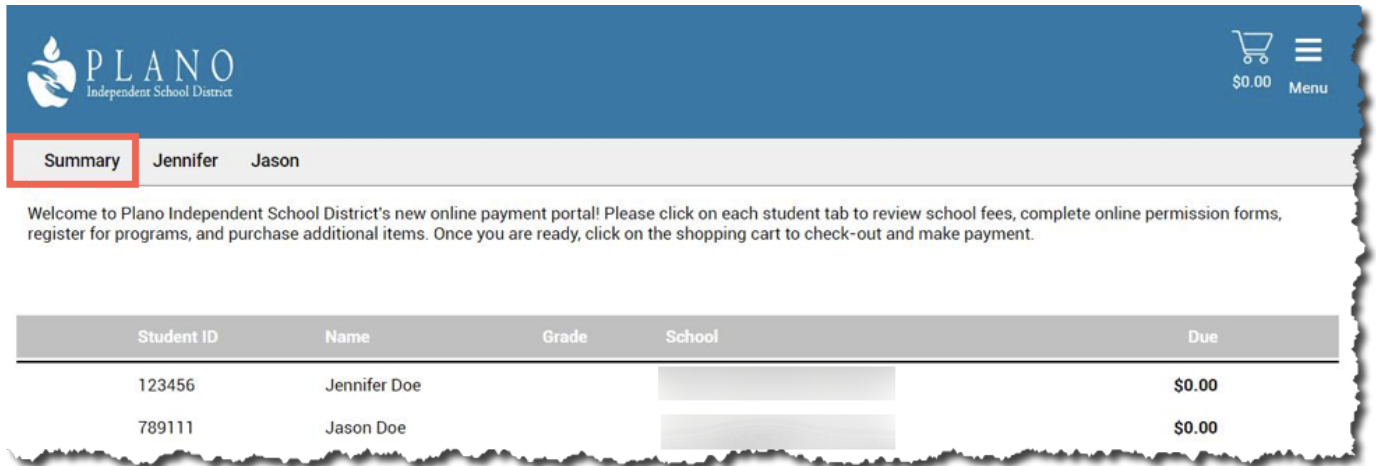 PLANO
Independent School District
$0.00
Menu
Summary Jennifer Jason
Welcome to Plano Independent School District's new online payment portal! Please click on each student tab to review school fees, complete online permission forms,
register for programs, and purchase additional items. Once you are ready, click on the shopping cart to check-out and make payment.
Student ID Name Grade School Due
123456 Jennifer Doe $0.00
789111 Jason Doe $0.00